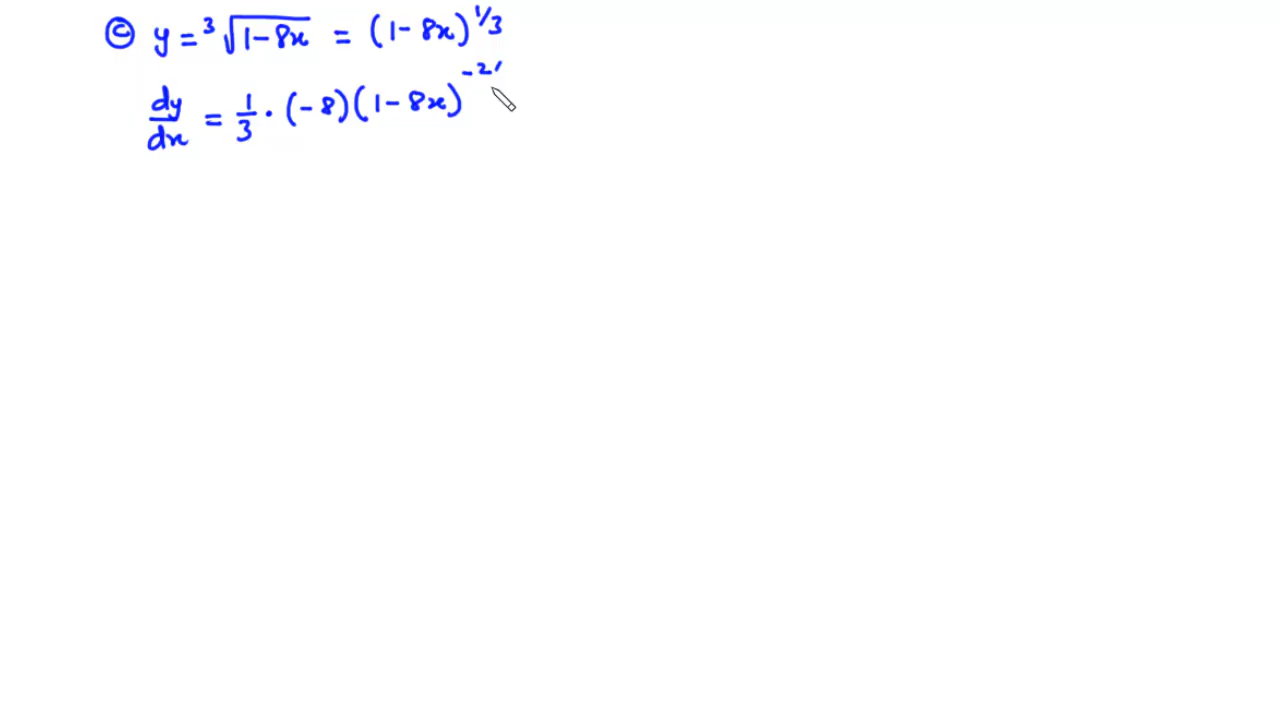 ⓒ y = ³√(1-8x) = (1-8x)^1/3
dy/dx = 1/3 · (-8)(1-8x)^-2/